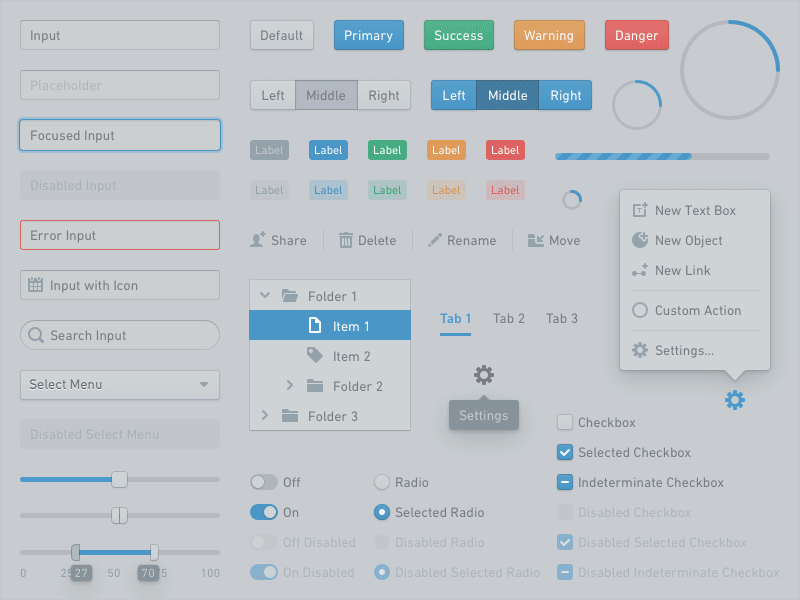 Input
Placeholder
Focused Input
Disabled Input
Error Input
Input with Icon
Search Input
Select Menu
Disabled Select Menu
0 25 27 50 70 75 100
Default Primary Success Warning Danger
Left Middle Right Left Middle Right
Label Label Label Label Label
Label Label Label Label Label
Share Delete Rename Move
Folder 1
Item 1
Item 2
Folder 2
Folder 3
Tab 1 Tab 2 Tab 3
Settings
New Text Box
New Object
New Link
Custom Action
Settings...
Off
On
Off Disabled
On Disabled
Radio
Selected Radio
Disabled Radio
Disabled Selected Radio
Checkbox
Selected Checkbox
Indeterminate Checkbox
Disabled Checkbox
Disabled Selected Checkbox
Disabled Indeterminate Checkbox